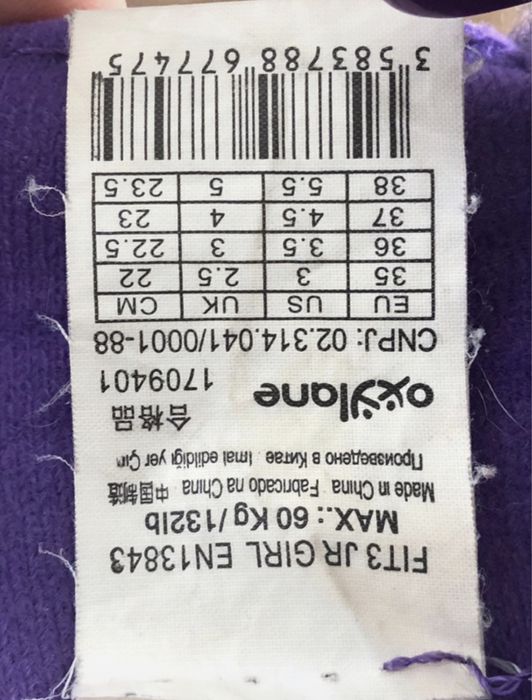 FIT3 JR GIRL EN13843
MAX.: 60 Kg/132lb
Made in China Fabricado na China 中国制造
Произведено в Китае İmal edildiği yer Çin
oxylane 合格品
1709401
CNPJ: 02.314.041/0001-88
EU US UK CM
35 3 2.5 22
36 3.5 3 22.5
37 4.5 4 23
38 5.5 5 23.5
3 583788 677475